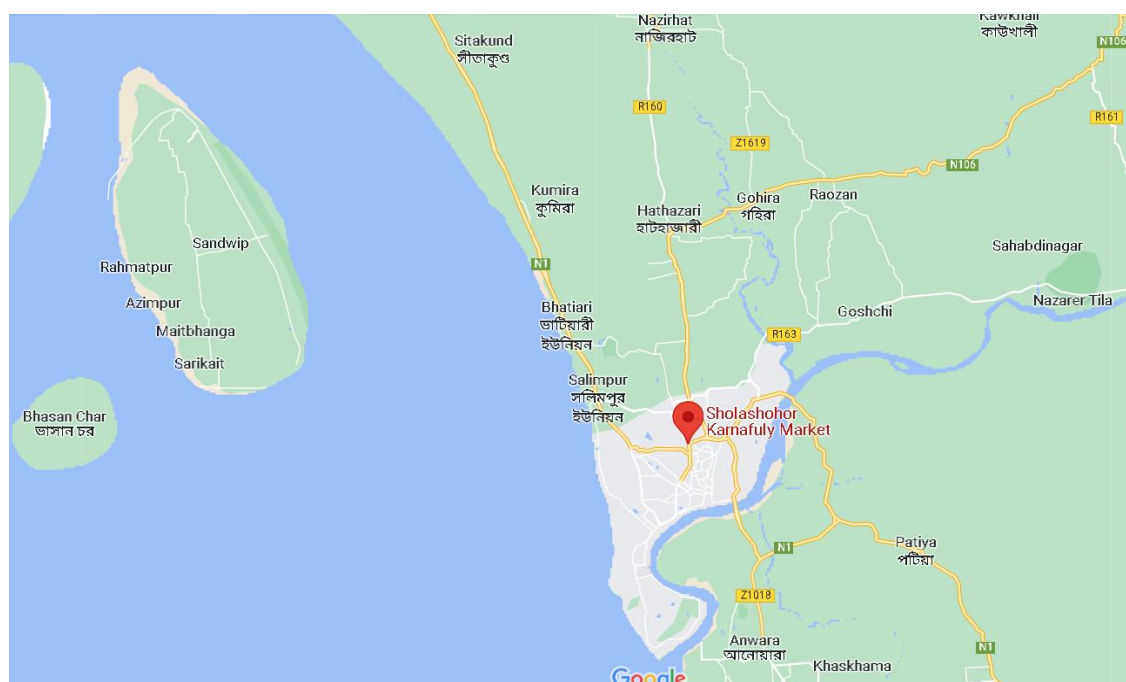 Nazirhat
নাজিরহাট
Kawkhali
কাউখালী
Sitakund
সীতাকুণ্ড
N106
R160
R161
Z1619
N106
Kumira
কুমিরা
Gohira
গহিরা
Raozan
Hathazari
হাটহাজারী
Sandwip
Sahabdinagar
Rahmatpur
N1
Azimpur
Nazarer Tila
Bhatiari
ভাটিয়ারী
ইউনিয়ন
Goshchi
Maitbhanga
R163
Sarikait
Salimpur
সলিমপুর
ইউনিয়ন
Bhasan Char
ভাসান চর
Sholashohor
Karnafuly Market
N1
Patiya
পটিয়া
Z1018
Anwara
আনোয়ারা
N1
Khaskhama
Google